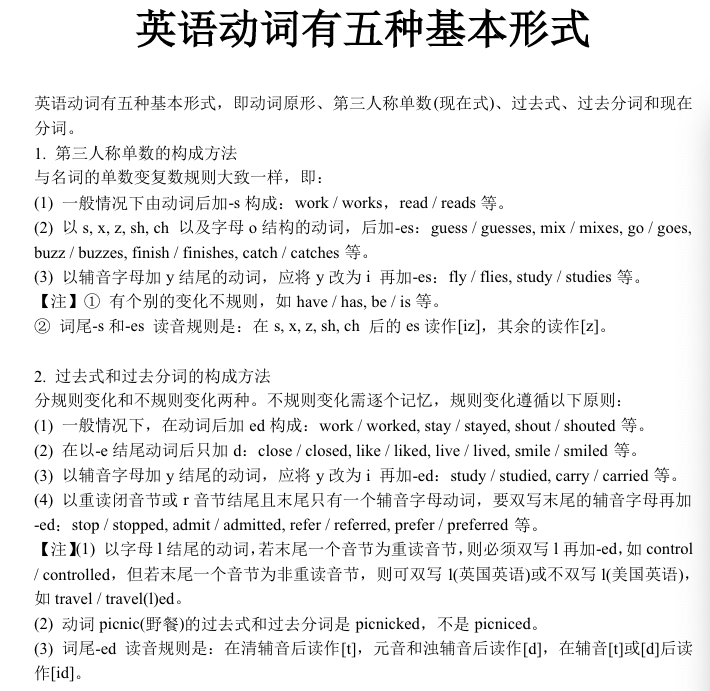 英语动词有五种基本形式
英语动词有五种基本形式，即动词原形、第三人称单数(现在式)、过去式、过去分词和现在
分词。
1. 第三人称单数的构成方法
与名词的单数变复数规则大致一样，即：
(1) 一般情况下由动词后加-s 构成：work / works，read / reads 等。
(2) 以 s, x, z, sh, ch 以及字母 o 结构的动词，后加-es：guess / guesses, mix / mixes, go / goes,
buzz / buzzes, finish / finishes, catch / catches 等。
(3) 以辅音字母加 y 结尾的动词，应将 y 改为 i 再加-es：fly / flies, study / studies 等。
【注】① 有个别的变化不规则，如 have / has, be / is 等。
② 词尾-s 和-es 读音规则是：在 s, x, z, sh, ch 后的 es 读作[iz]，其余的读作[z]。
2. 过去式和过去分词的构成方法
分规则变化和不规则变化两种。不规则变化需逐个记忆，规则变化遵循以下原则：
(1) 一般情况下，在动词后加 ed 构成：work / worked, stay / stayed, shout / shouted 等。
(2) 在以-e 结尾动词后只加 d：close / closed, like / liked, live / lived, smile / smiled 等。
(3) 以辅音字母加 y 结尾的动词，应将 y 改为 i 再加-ed：study / studied, carry / carried 等。
(4) 以重读闭音节或 r 音节结尾且末尾只有一个辅音字母动词，要双写末尾的辅音字母再加
-ed：stop / stopped, admit / admitted, refer / referred, prefer / preferred 等。
【注】(1) 以字母 l 结尾的动词，若末尾一个音节为重读音节，则必须双写 l 再加-ed，如 control
/ controlled，但若末尾一个音节为非重读音节，则可双写 l(英国英语)或不双写 l(美国英语)，
如 travel / travel(l)ed。
(2) 动词 picnic(野餐)的过去式和过去分词是 picnicked，不是 picniced。
(3) 词尾-ed 读音规则是：在清辅音后读作[t]，元音和浊辅音后读作[d]，在辅音[t]或[d]后读
作[id]。